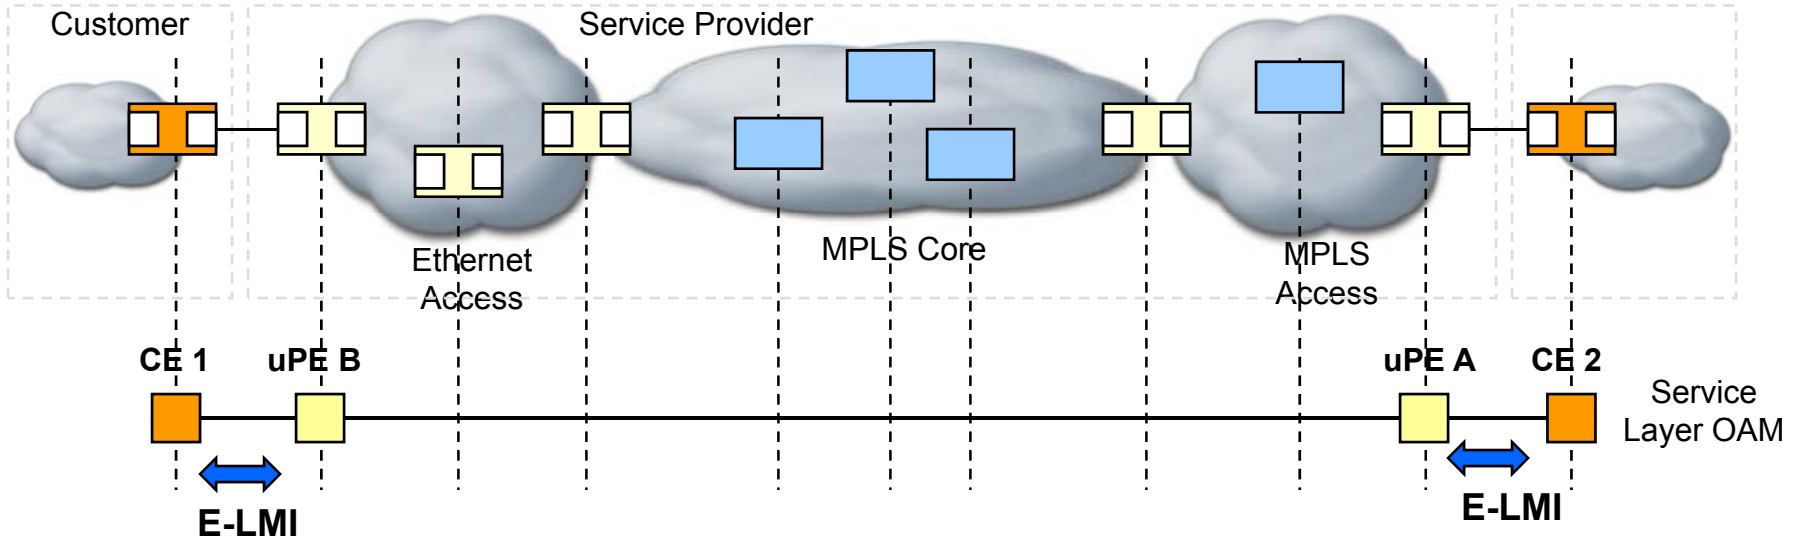 Customer
Service Provider
Ethernet
Access
MPLS Core
MPLS
Access
CE 1
uPE B
uPE A
CE 2
Service
Layer OAM
E-LMI
E-LMI